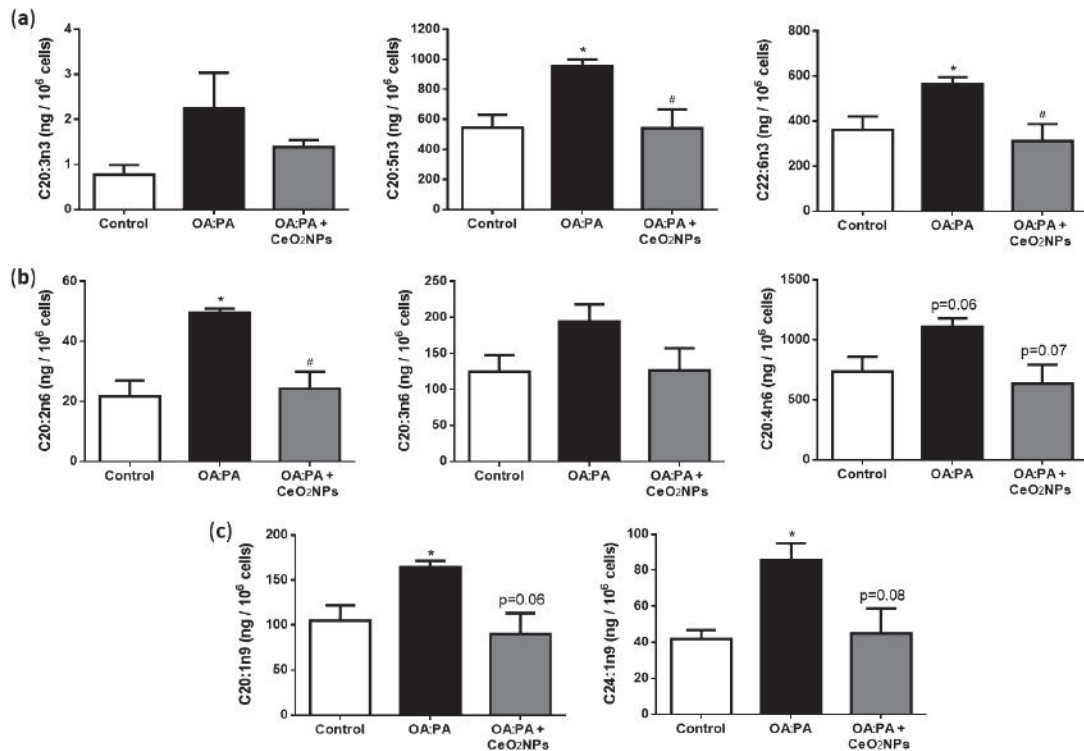 (a)
C20:3n3 (ng / 10⁶ cells)
4
3
2
1
0
Control
OA:PA
OA:PA +
CeO₂NPs
C20:5n3 (ng / 10⁶ cells)
1200
1000
800
600
400
200
0
*
#
Control
OA:PA
OA:PA +
CeO₂NPs
C22:6n3 (ng / 10⁶ cells)
800
600
400
200
0
*
#
Control
OA:PA
OA:PA +
CeO₂NPs
(b)
C20:2n6 (ng / 10⁶ cells)
60
40
20
0
*
#
Control
OA:PA
OA:PA +
CeO₂NPs
C20:3n6 (ng / 10⁶ cells)
250
200
150
100
50
0
Control
OA:PA
OA:PA +
CeO₂NPs
C20:4n6 (ng / 10⁶ cells)
1500
1000
500
0
p=0.06
p=0.07
Control
OA:PA
OA:PA +
CeO₂NPs
(c)
C20:1n9 (ng / 10⁶ cells)
200
150
100
50
0
*
p=0.06
Control
OA:PA
OA:PA +
CeO₂NPs
C24:1n9 (ng / 10⁶ cells)
100
80
60
40
20
0
*
p=0.08
Control
OA:PA
OA:PA +
CeO₂NPs